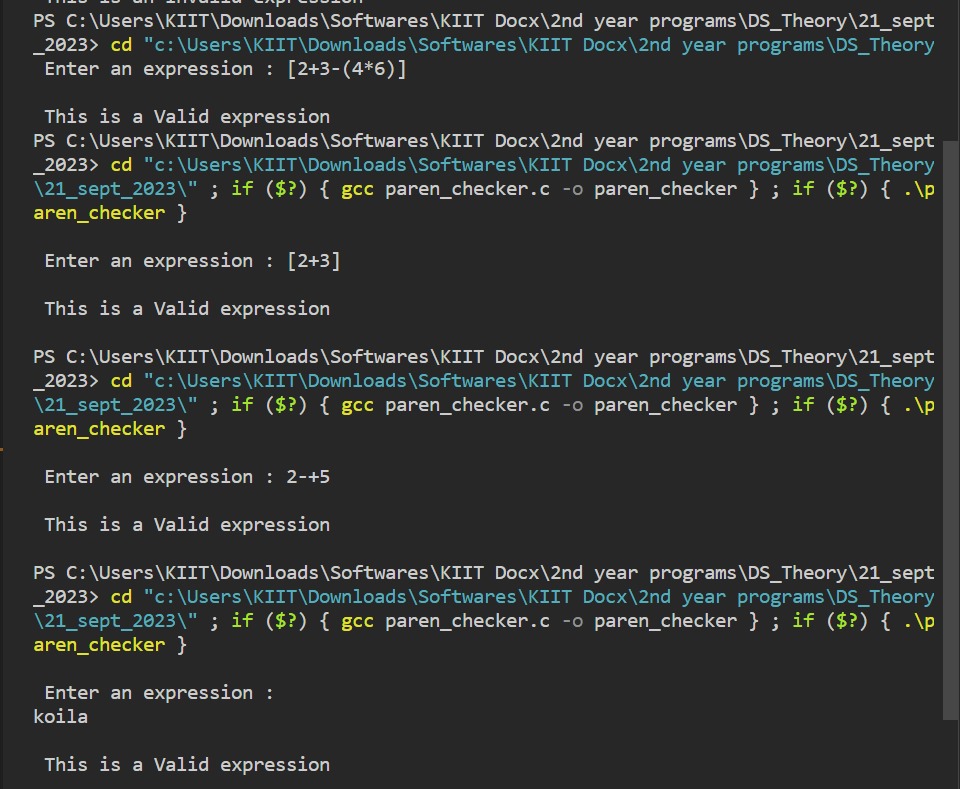 This is an Invalid expression
PS C:\Users\KIIT\Downloads\Softwares\KIIT Docx\2nd year programs\DS_Theory\21_sept
_2023> cd "c:\Users\KIIT\Downloads\Softwares\KIIT Docx\2nd year programs\DS_Theory
 Enter an expression : [2+3-(4*6)]
 This is a Valid expression
PS C:\Users\KIIT\Downloads\Softwares\KIIT Docx\2nd year programs\DS_Theory\21_sept
_2023> cd "c:\Users\KIIT\Downloads\Softwares\KIIT Docx\2nd year programs\DS_Theory
\21_sept_2023\" ; if ($?) { gcc paren_checker.c -o paren_checker } ; if ($?) { .\p
aren_checker }
 Enter an expression : [2+3]
 This is a Valid expression
PS C:\Users\KIIT\Downloads\Softwares\KIIT Docx\2nd year programs\DS_Theory\21_sept
_2023> cd "c:\Users\KIIT\Downloads\Softwares\KIIT Docx\2nd year programs\DS_Theory
\21_sept_2023\" ; if ($?) { gcc paren_checker.c -o paren_checker } ; if ($?) { .\p
aren_checker }
 Enter an expression : 2-+5
 This is a Valid expression
PS C:\Users\KIIT\Downloads\Softwares\KIIT Docx\2nd year programs\DS_Theory\21_sept
_2023> cd "c:\Users\KIIT\Downloads\Softwares\KIIT Docx\2nd year programs\DS_Theory
\21_sept_2023\" ; if ($?) { gcc paren_checker.c -o paren_checker } ; if ($?) { .\p
aren_checker }
 Enter an expression :
koila
 This is a Valid expression